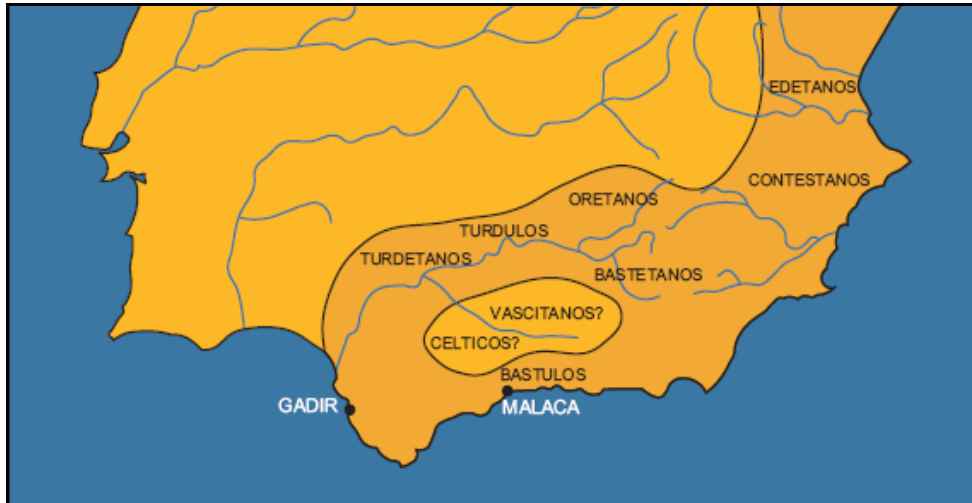 EDETANOS
CONTESTANOS
ORETANOS
TURDULOS
TURDETANOS
BASTETANOS
VASCITANOS?
CELTICOS?
BASTULOS
GADIR
MALACA